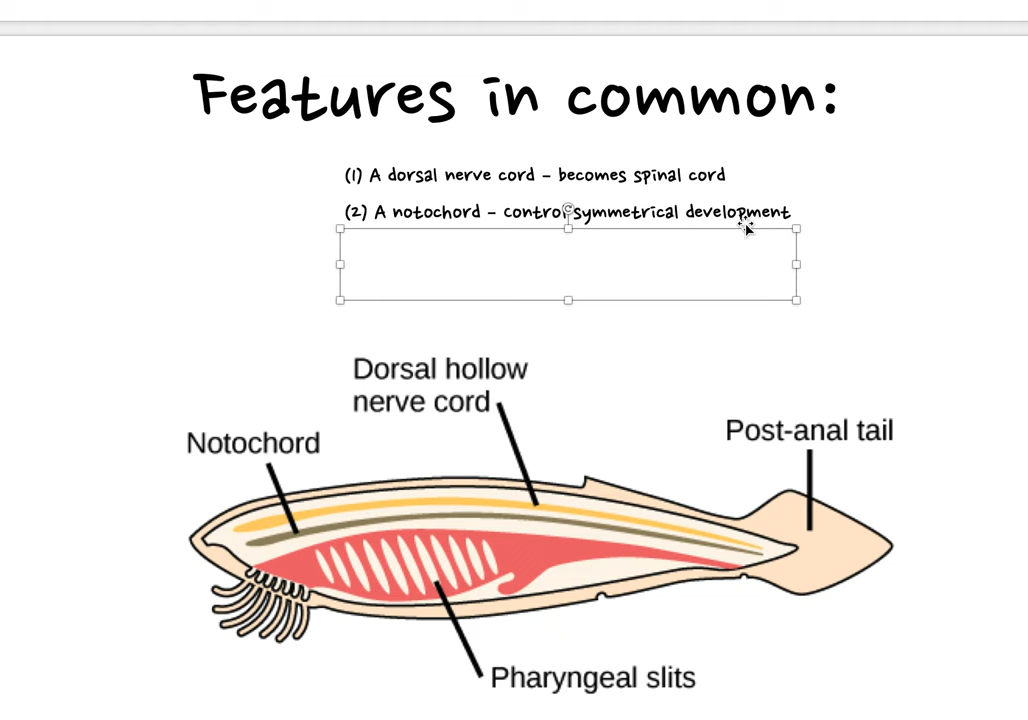 Features in common:
(1) A dorsal nerve cord - becomes spinal cord
(2) A notochord - control symmetrical development
Dorsal hollow
nerve cord
Post-anal tail
Notochord
Pharyngeal slits